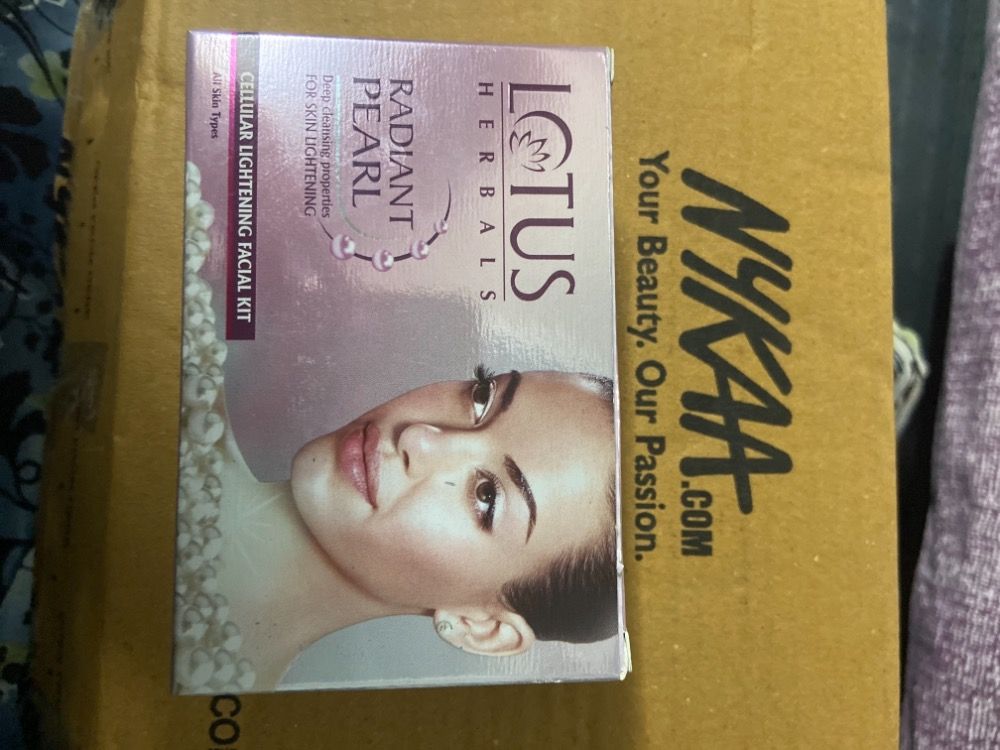 LOTUS
HERBALS
RADIANT
PEARL
Deep cleansing properties
FOR SKIN LIGHTENING
CELLULAR LIGHTENING FACIAL KIT
All Skin Types
NYKAA.COM
Your Beauty. Our Passion.
CO